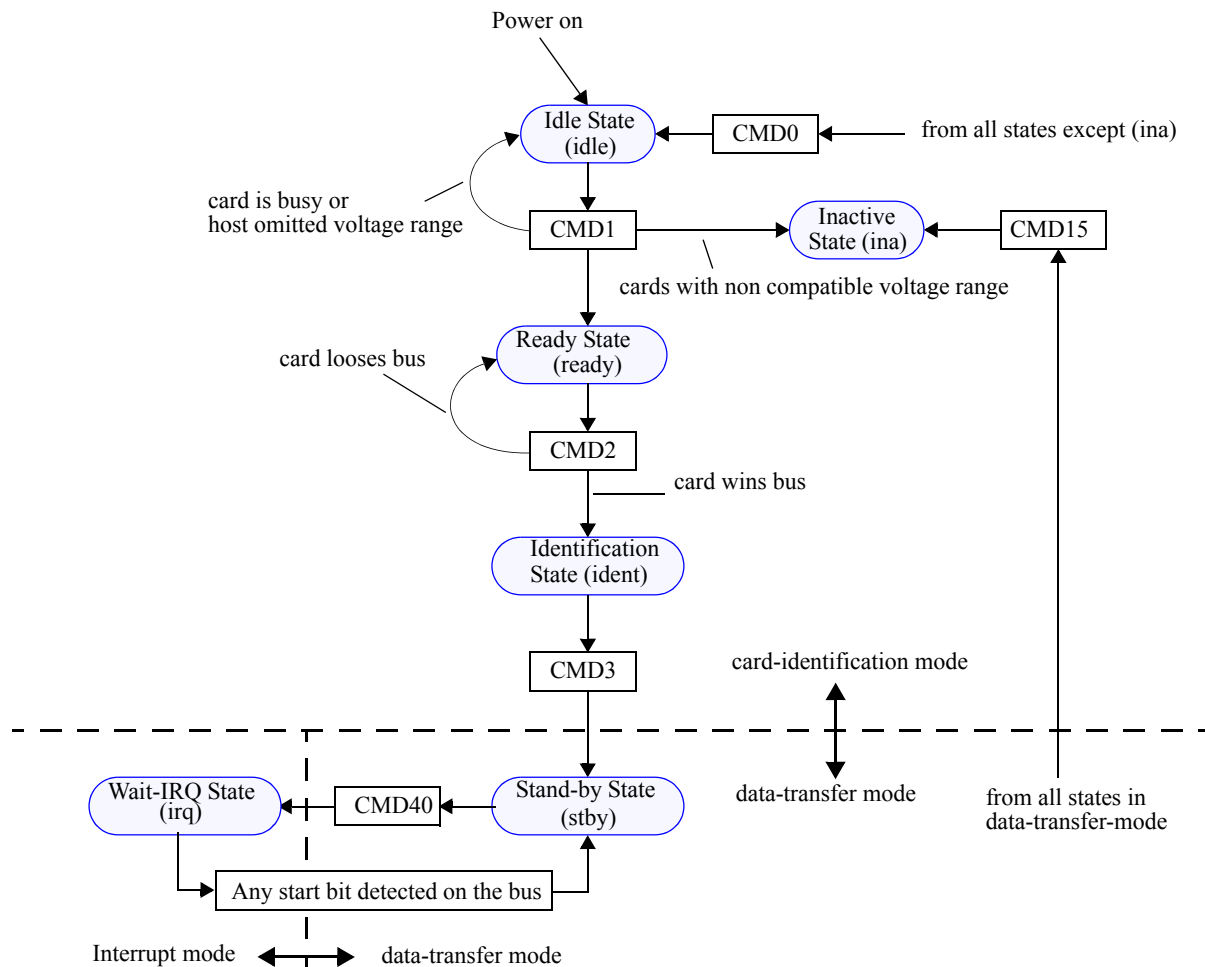 Power on
Idle State
(idle)
CMD0
from all states except (ina)
card is busy or
host omitted voltage range
CMD1
Inactive
State (ina)
CMD15
cards with non compatible voltage range
Ready State
(ready)
card looses bus
CMD2
card wins bus
Identification
State (ident)
CMD3
card-identification mode
Wait-IRQ State
(irq)
CMD40
Stand-by State
(stby)
data-transfer mode
from all states in
data-transfer-mode
Any start bit detected on the bus
Interrupt mode
data-transfer mode